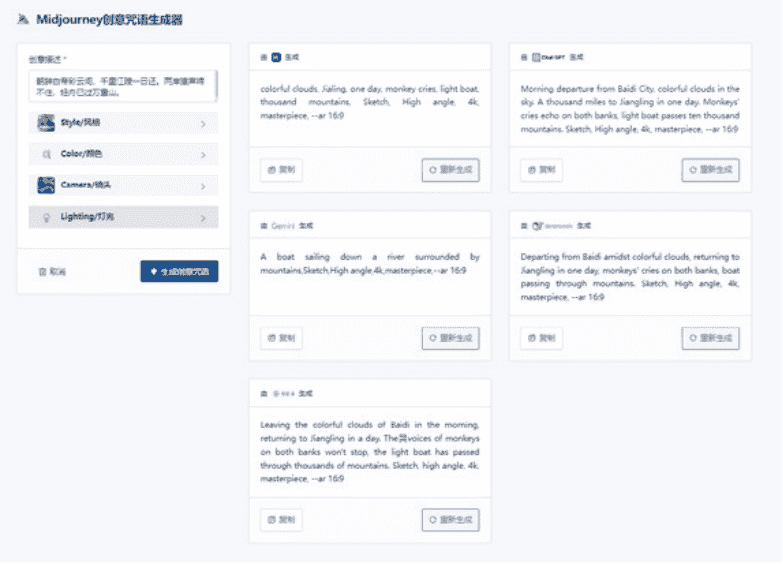 Midjourney创意咒语生成器
创意描述 *
朝辞白帝彩云间，千里江陵一日还。两岸猿声啼
不住，轻舟已过万重山。
Style/风格
Color/颜色
Camera/镜头
Lighting/灯光
取消
生成创意咒语
生成
colorful clouds, Jialing, one day, monkey cries, light boat,
thousand mountains, Sketch, High angle, 4k,
masterpiece, --ar 16:9
复制
重新生成
ChatGPT 生成
Morning departure from Baidi City, colorful clouds in the
sky. A thousand miles to Jiangling in one day. Monkeys'
cries echo on both banks, light boat passes ten thousand
mountains. Sketch, High angle, 4k, masterpiece, --ar 16:9
复制
重新生成
Gemini 生成
A boat sailing down a river surrounded by
mountains,Sketch,High angle,4k,masterpiece,--ar 16:9
复制
重新生成
生成
Departing from Baidi amidst colorful clouds, returning to
Jiangling in one day, monkeys' cries on both banks, boat
passing through mountains. Sketch, High angle, 4k,
masterpiece, --ar 16:9
复制
重新生成
生成
Leaving the colorful clouds of Baidi in the morning,
returning to Jiangling in a day. The voices of monkeys
on both banks won't stop, the light boat has passed
through thousands of mountains. Sketch, high angle, 4k,
masterpiece, --ar 16:9
复制
重新生成